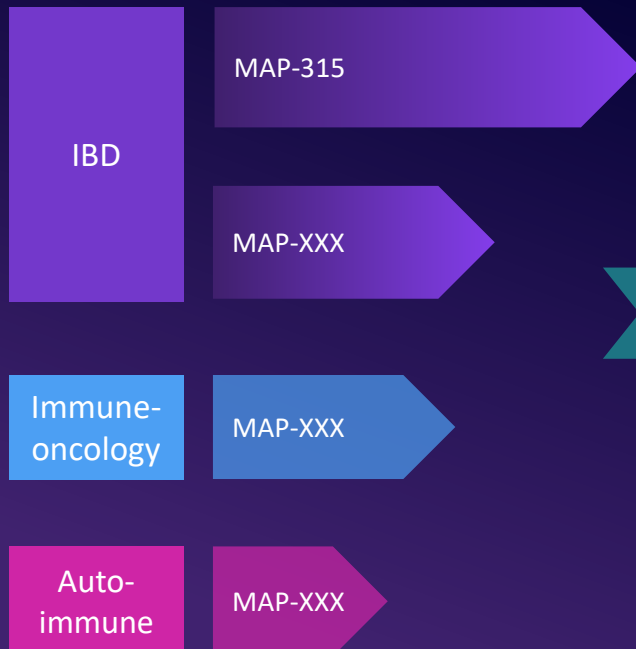 IBD
MAP-315
MAP-XXX
Immune-
oncology
MAP-XXX
Auto-
immune
MAP-XXX